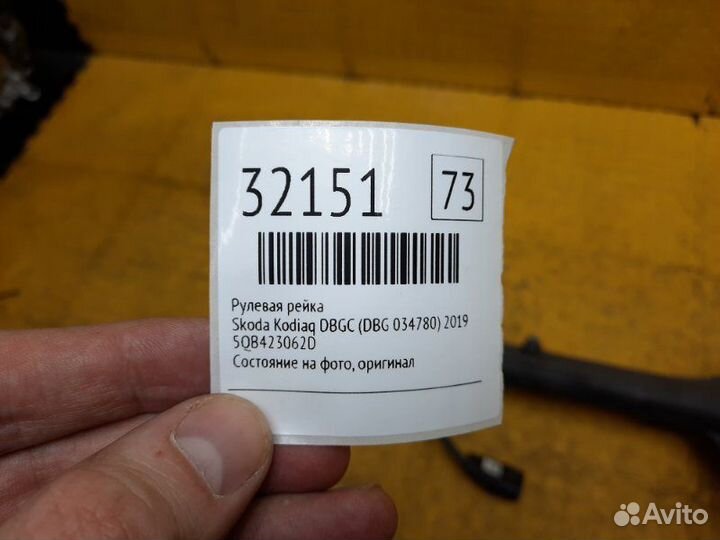 32151 73
Рулевая рейка
Skoda Kodiaq DBGC (DBG 034780) 2019
5QB423062D
Состояние на фото, оригинал
Avito